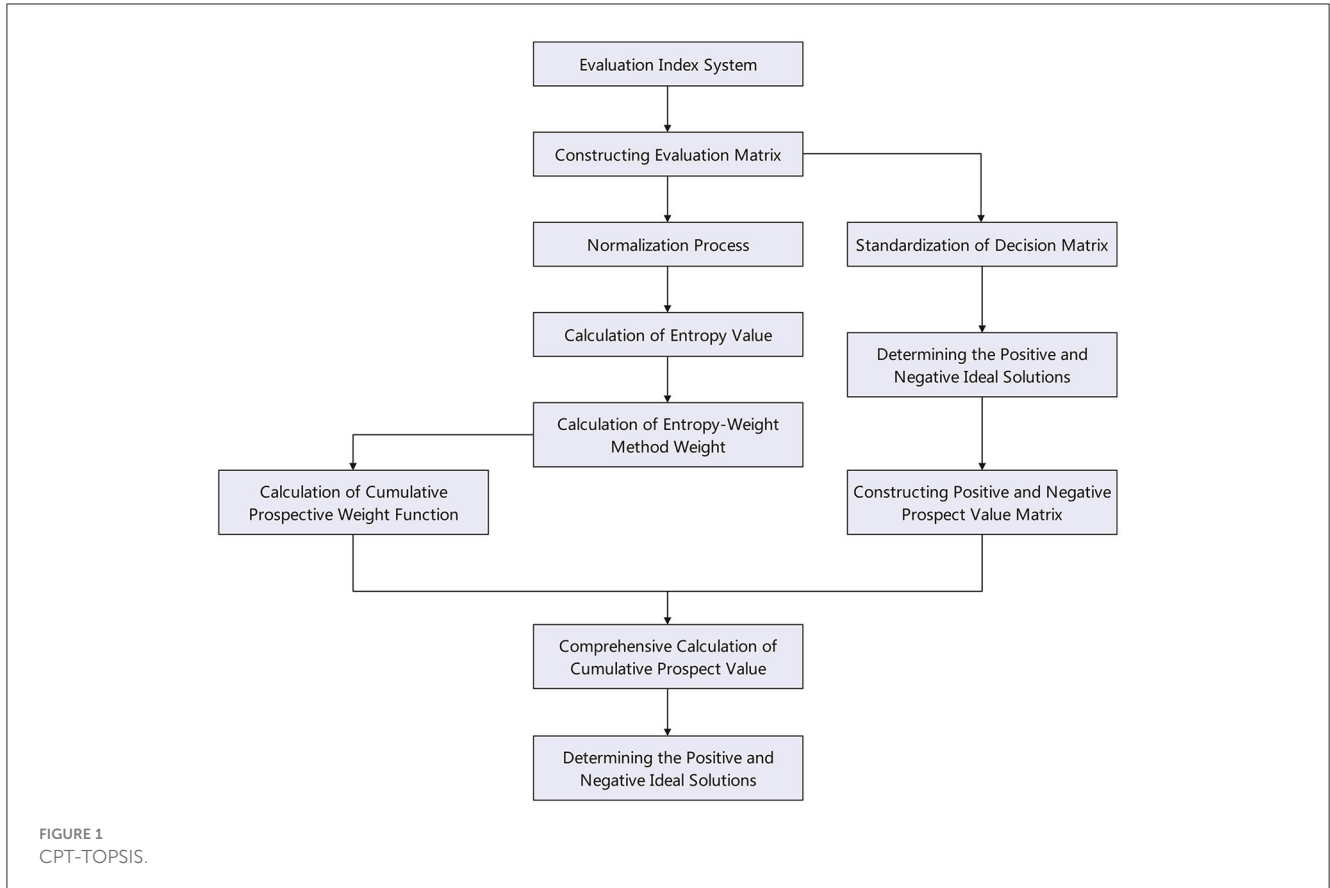 Evaluation Index System
Constructing Evaluation Matrix
Normalization Process
Standardization of Decision Matrix
Calculation of Entropy Value
Determining the Positive and
Negative Ideal Solutions
Calculation of Entropy-Weight
Method Weight
Calculation of Cumulative
Prospective Weight Function
Constructing Positive and Negative
Prospect Value Matrix
Comprehensive Calculation of
Cumulative Prospect Value
Determining the Positive and
Negative Ideal Solutions
FIGURE 1
CPT-TOPSIS.